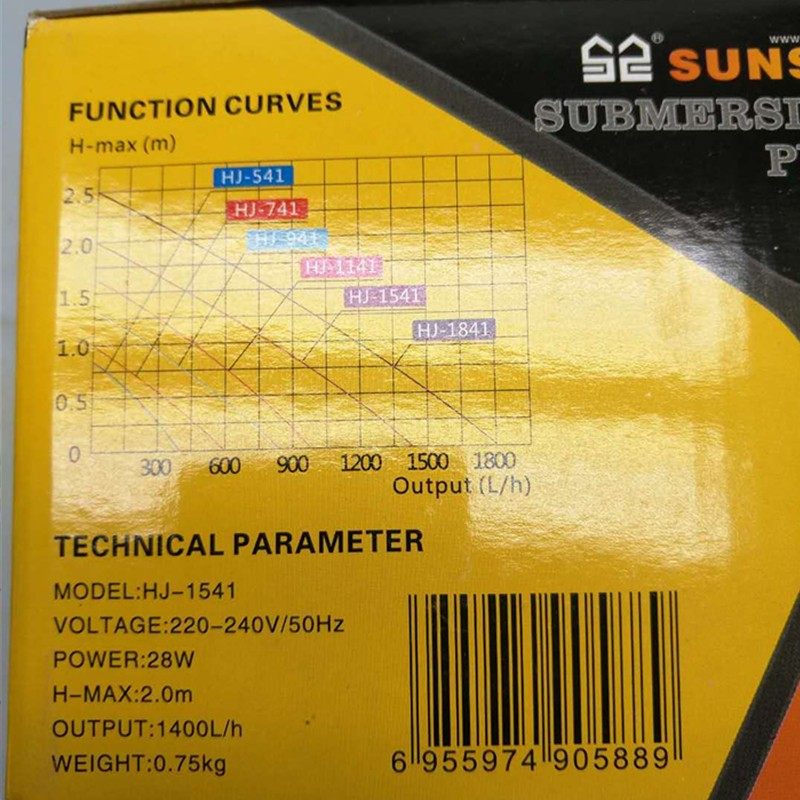 www.
SUNS
SUBMERSI
P
FUNCTION CURVES
H-max (m)
2.5
2.0
1.5
1.0
0.5
0
HJ-541
HJ-741
HJ-941
HJ-1141
HJ-1541
HJ-1841
300 600 900 1200 1500 1800
Output (L/h)
TECHNICAL PARAMETER
MODEL:HJ-1541
VOLTAGE:220-240V/50Hz
POWER:28W
H-MAX:2.0m
OUTPUT:1400L/h
WEIGHT:0.75kg
6 955974 905889